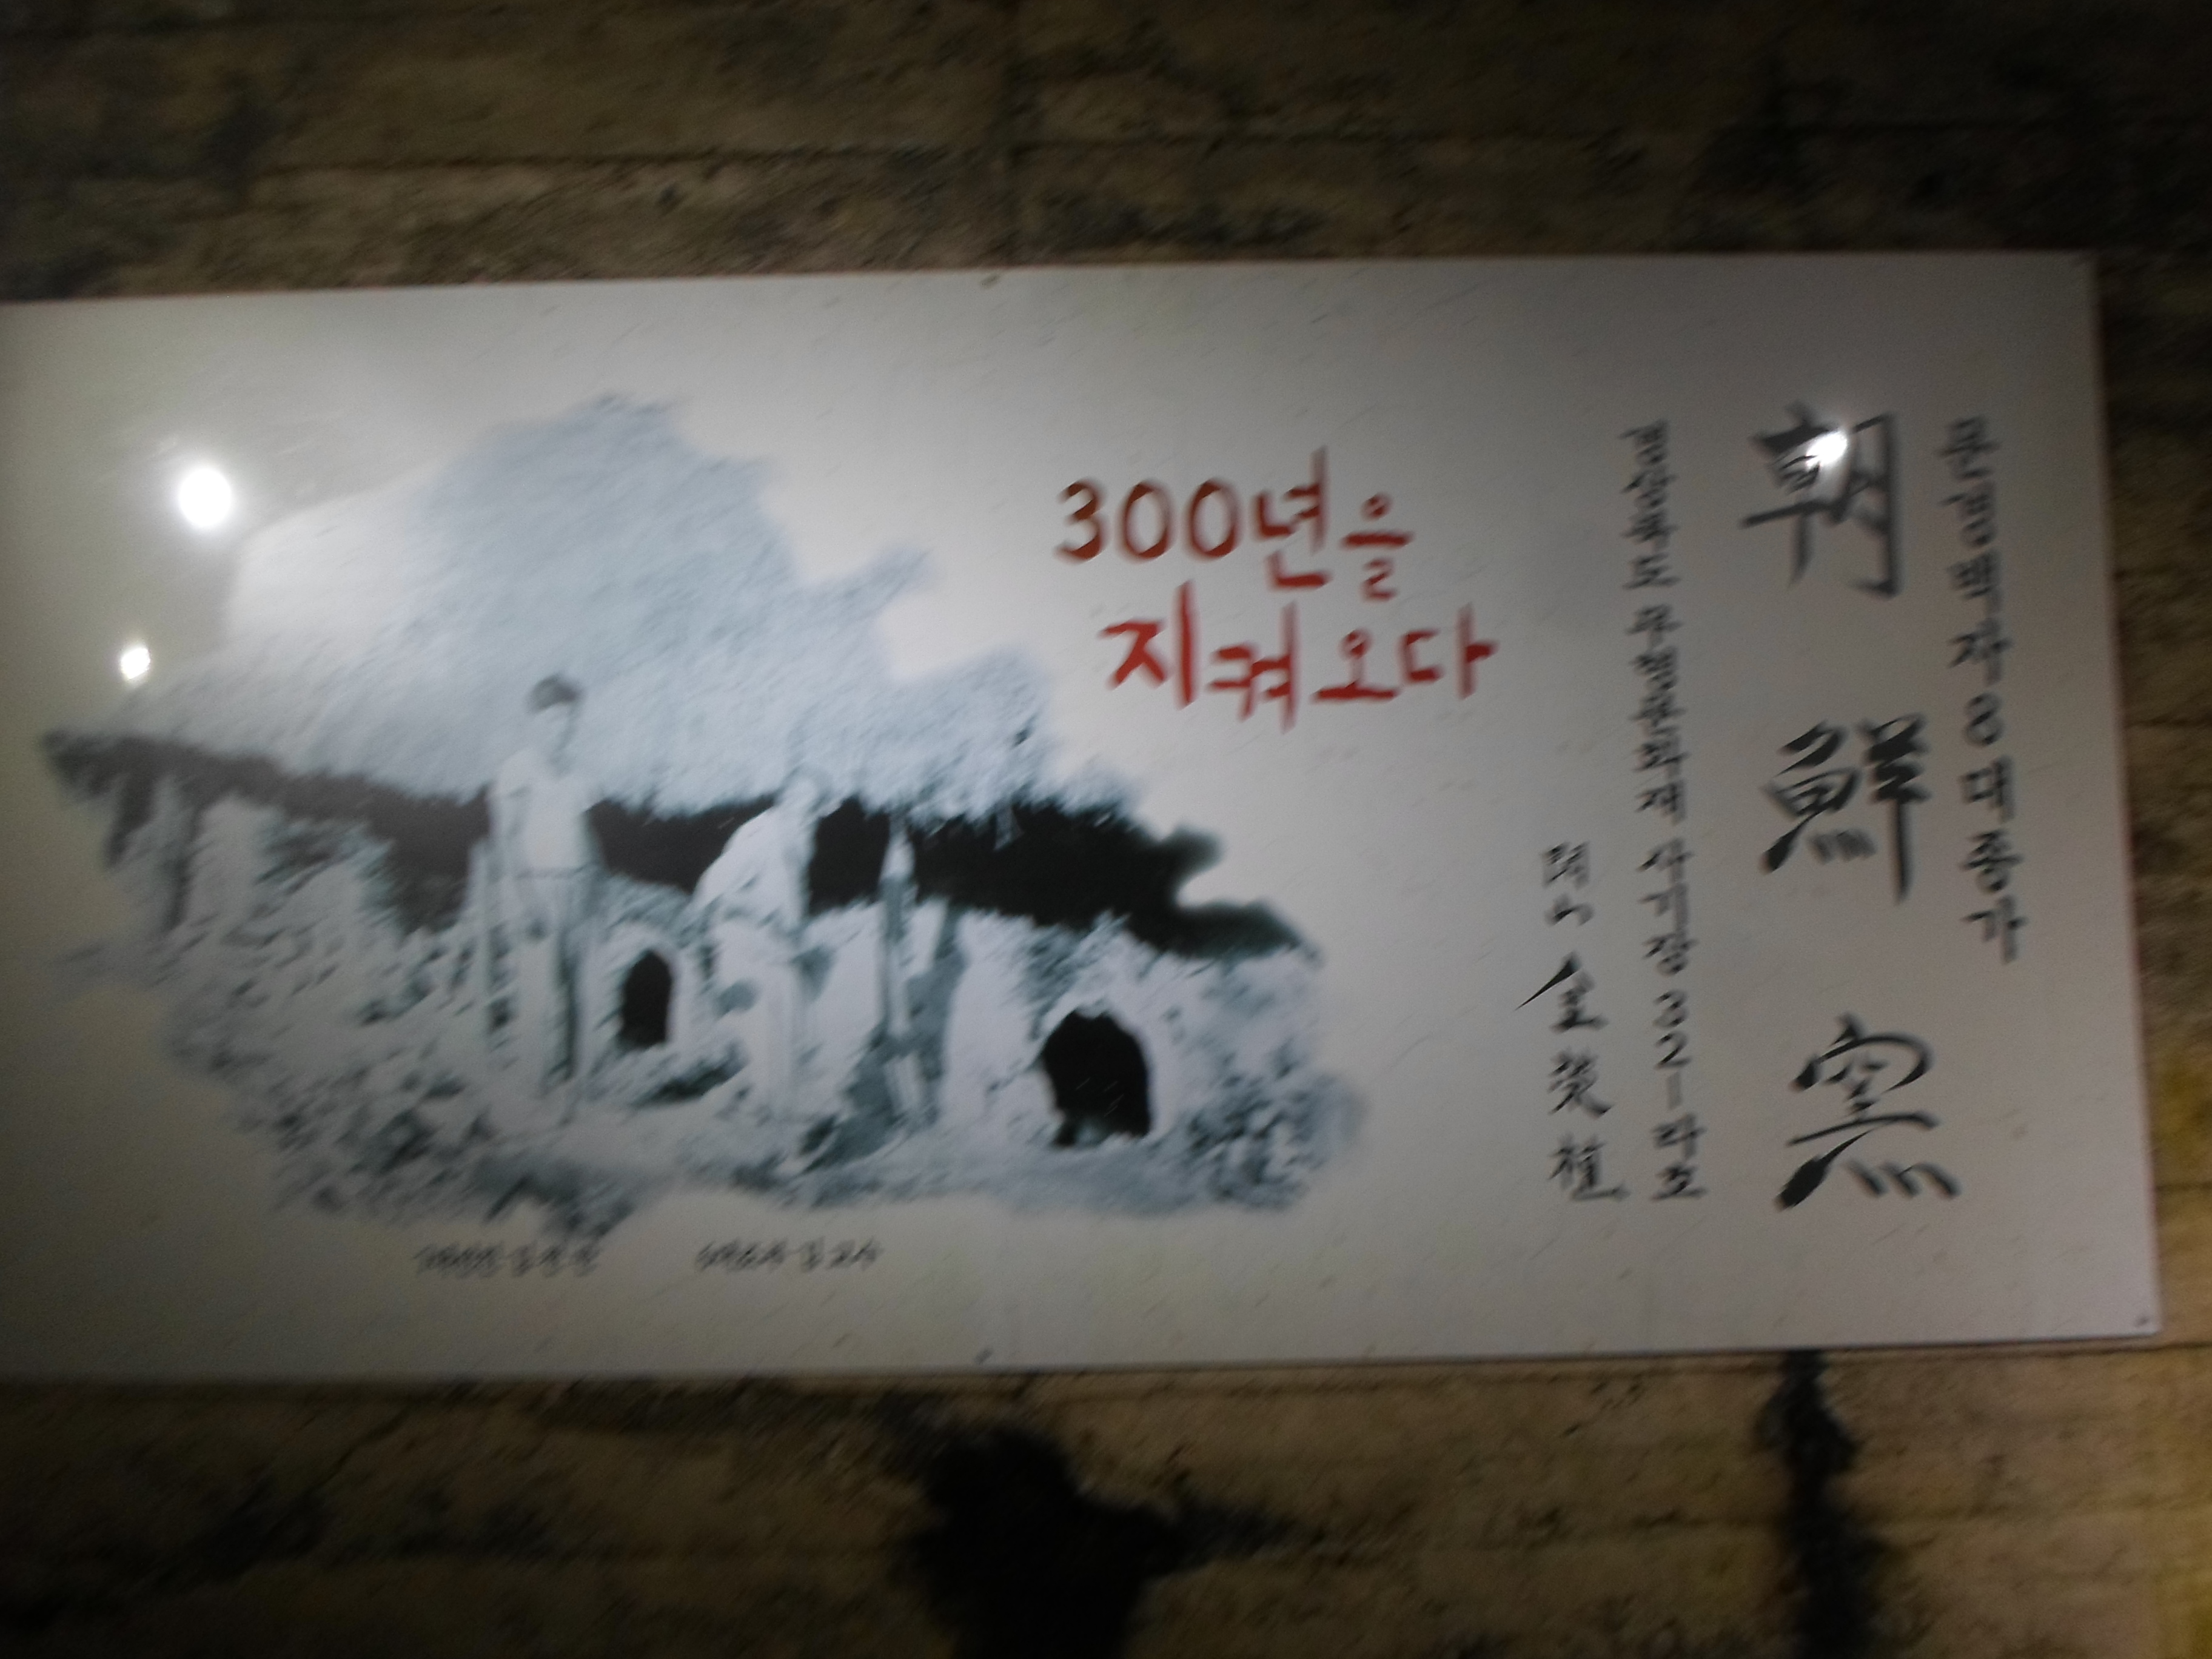 300년을
지켜오다
문경백자8대종가
朝鮮窯
경상북도 무형문화재 사기장 32-라호
金榮植